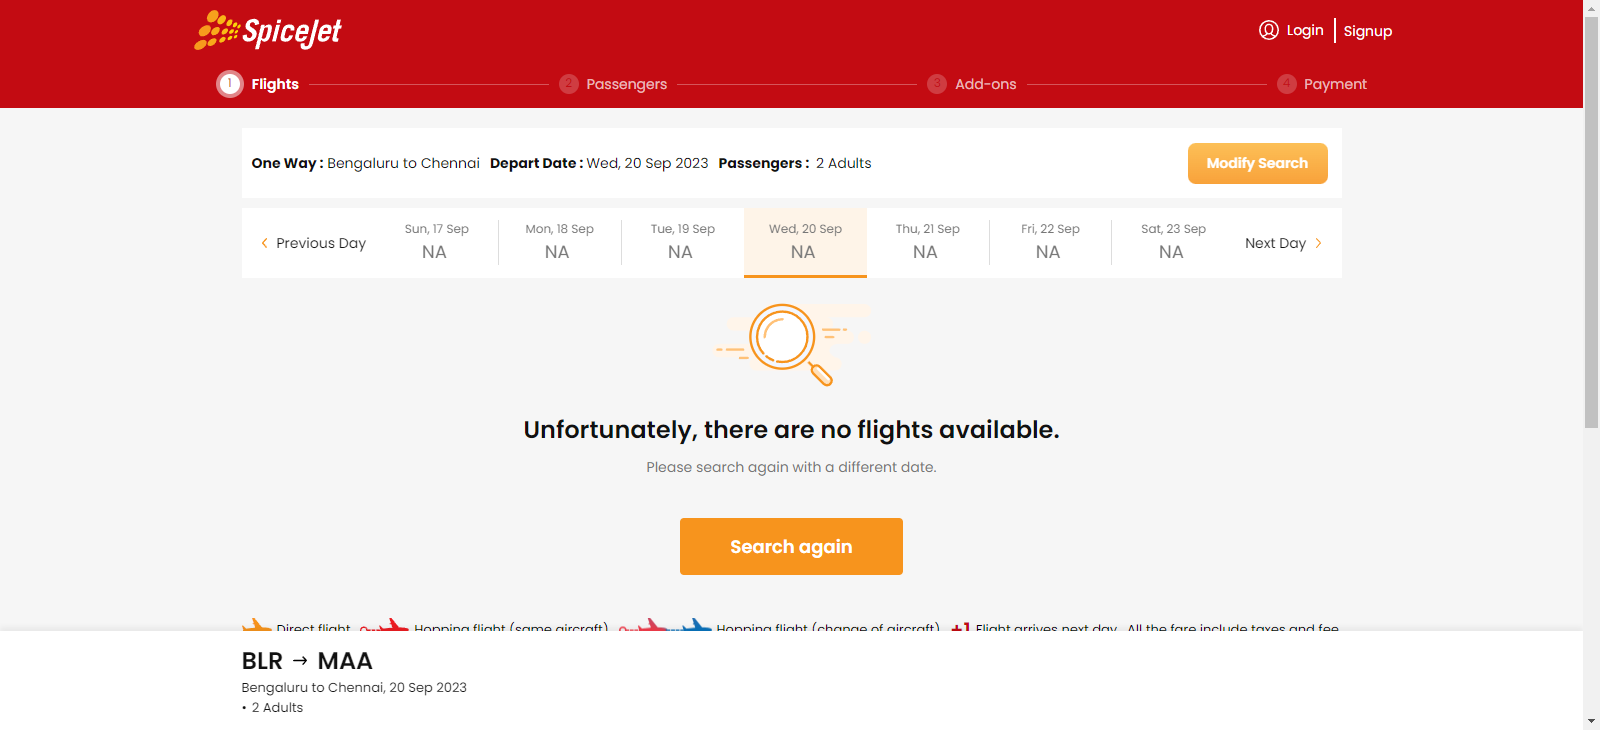 SpiceJet
Login Signup
1 Flights 2 Passengers 3 Add-ons 4 Payment
One Way : Bengaluru to Chennai Depart Date : Wed, 20 Sep 2023 Passengers : 2 Adults Modify Search
Previous Day Sun, 17 Sep NA Mon, 18 Sep NA Tue, 19 Sep NA Wed, 20 Sep NA Thu, 21 Sep NA Fri, 22 Sep NA Sat, 23 Sep NA Next Day
Unfortunately, there are no flights available.
Please search again with a different date.
Search again
Direct flight Hopping flight (same aircraft) Hopping flight (change of aircraft) +1 Flight arrives next day All the fare include taxes and fee
BLR → MAA
Bengaluru to Chennai, 20 Sep 2023
• 2 Adults